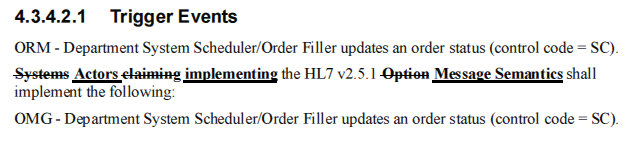 4.3.4.2.1 Trigger Events
ORM - Department System Scheduler/Order Filler updates an order status (control code = SC).
Systems Actors claiming implementing the HL7 v2.5.1 Option Message Semantics shall
implement the following:
OMG - Department System Scheduler/Order Filler updates an order status (control code = SC).